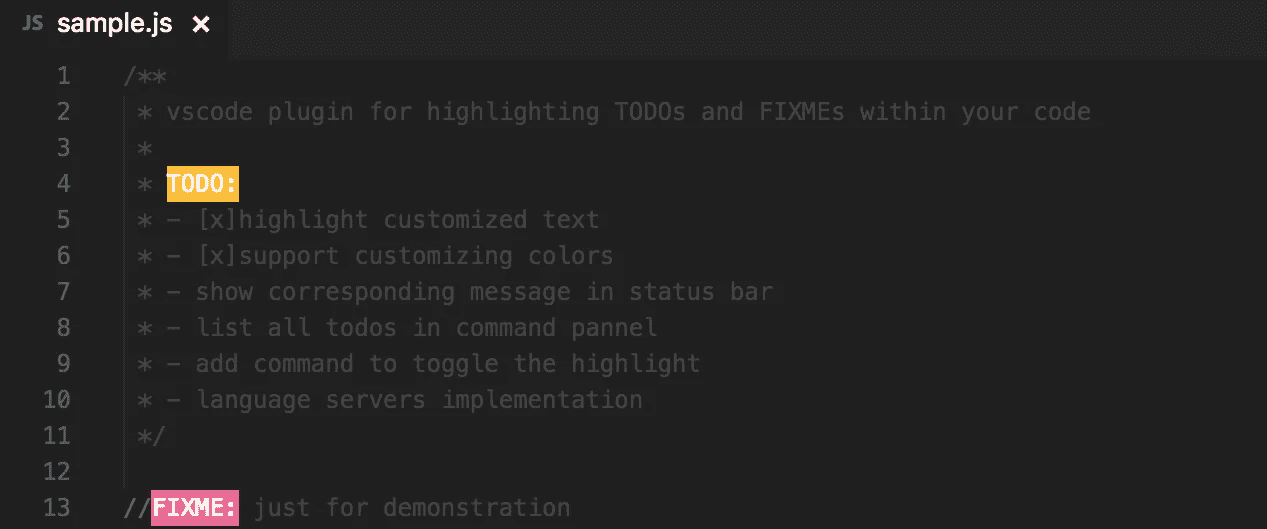 JS sample.js ×
1 /**
2 * vscode plugin for highlighting TODOs and FIXMEs within your code
3 *
4 * TODO:
5 * - [x]highlight customized text
6 * - [x]support customizing colors
7 * - show corresponding message in status bar
8 * - list all todos in command pannel
9 * - add command to toggle the highlight
10 * - language servers implementation
11 */
12
13 //FIXME: just for demonstration